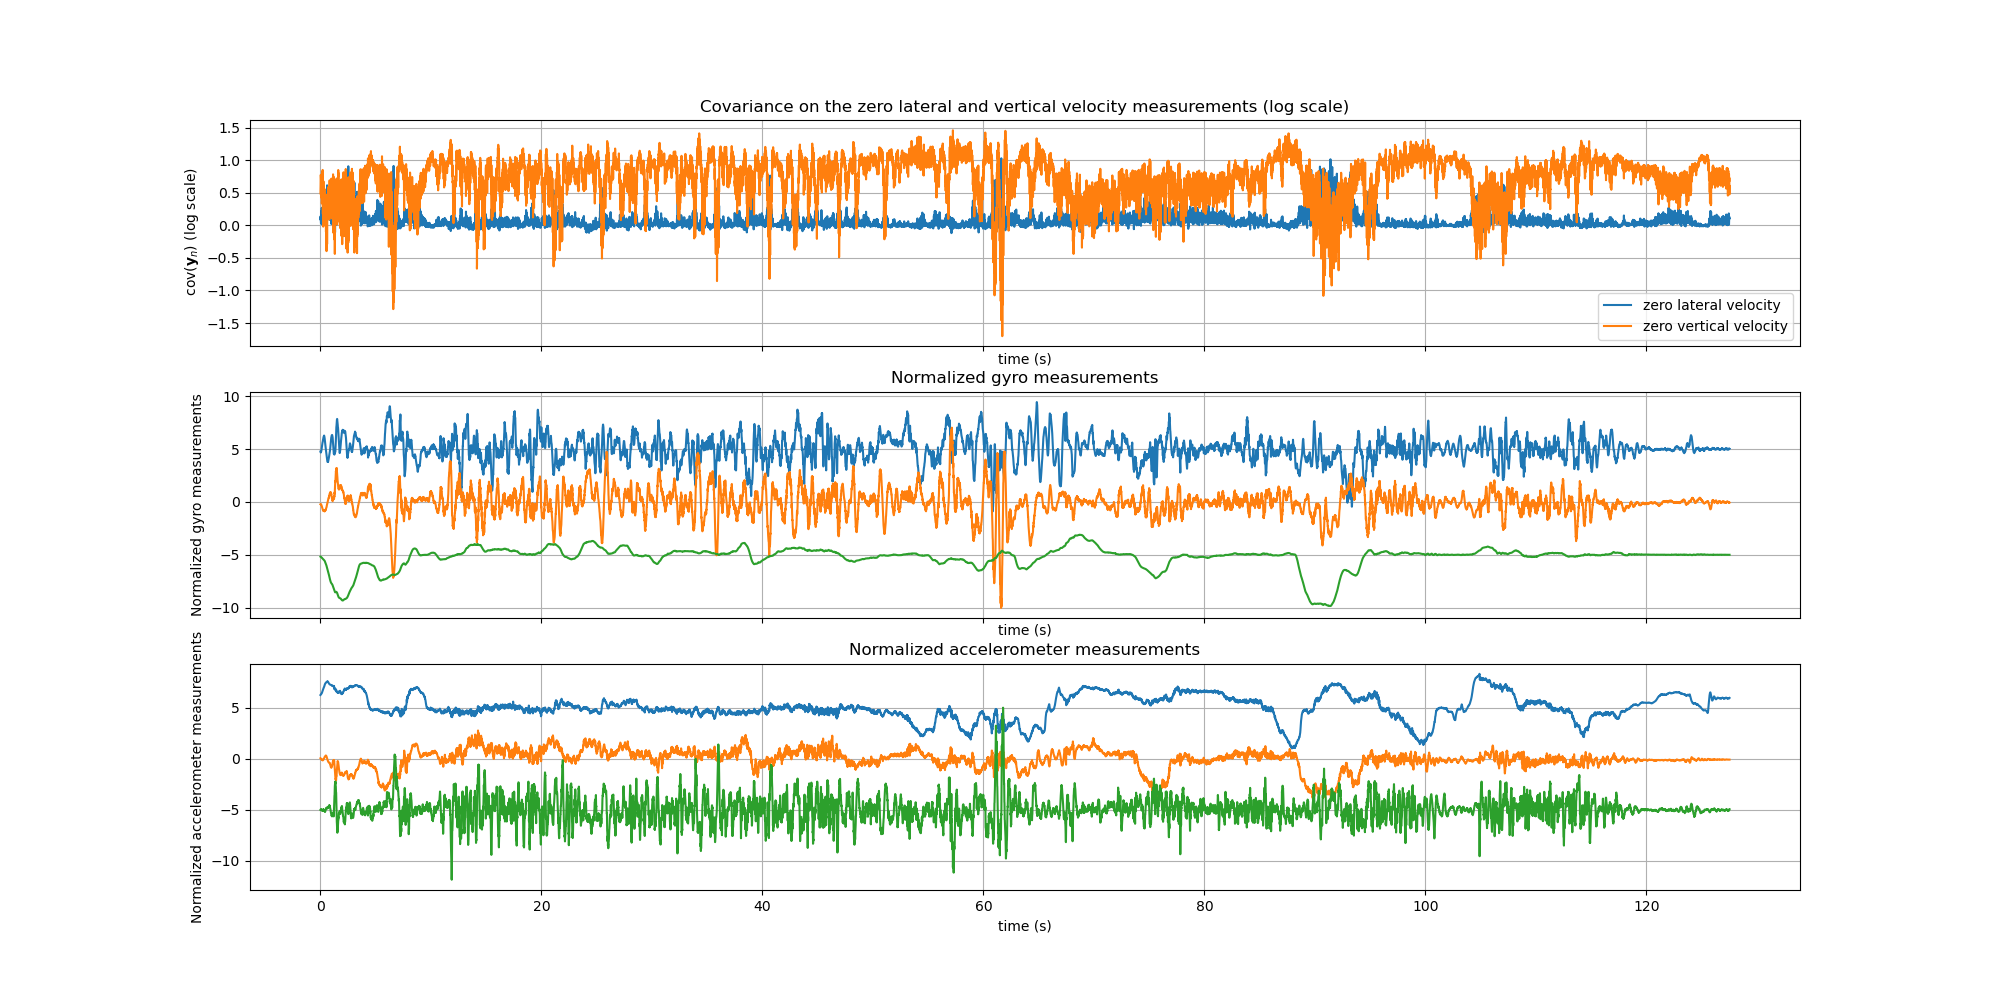 Covariance on the zero lateral and vertical velocity measurements (log scale)
cov(yₙ) (log scale)
1.5
1.0
0.5
0.0
−0.5
−1.0
−1.5
zero lateral velocity
zero vertical velocity
time (s)
Normalized gyro measurements
Normalized gyro measurements
10
5
0
−5
−10
time (s)
Normalized accelerometer measurements
Normalized accelerometer measurements
5
0
−5
−10
0 20 40 60 80 100 120
time (s)